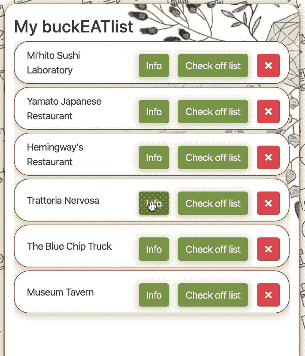 My buckEATlist
Mi'hito Sushi
Laboratory
Info Check off list ×
Yamato Japanese
Restaurant
Info Check off list ×
Hemingway's
Restaurant
Info Check off list ×
Trattoria Nervosa
Info Check off list ×
The Blue Chip Truck
Info Check off list ×
Museum Tavern
Info Check off list ×